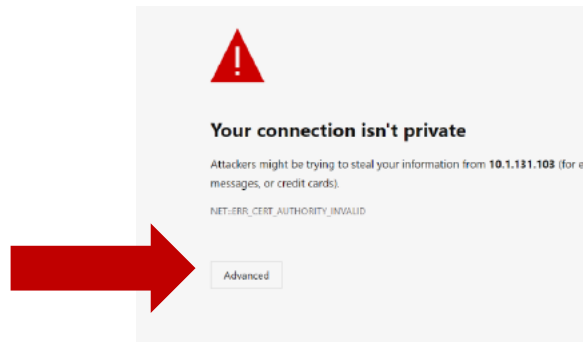 Your connection isn't private
Attackers might be trying to steal your information from 10.1.131.103 (for e
messages, or credit cards).
NET::ERR_CERT_AUTHORITY_INVALID
Advanced